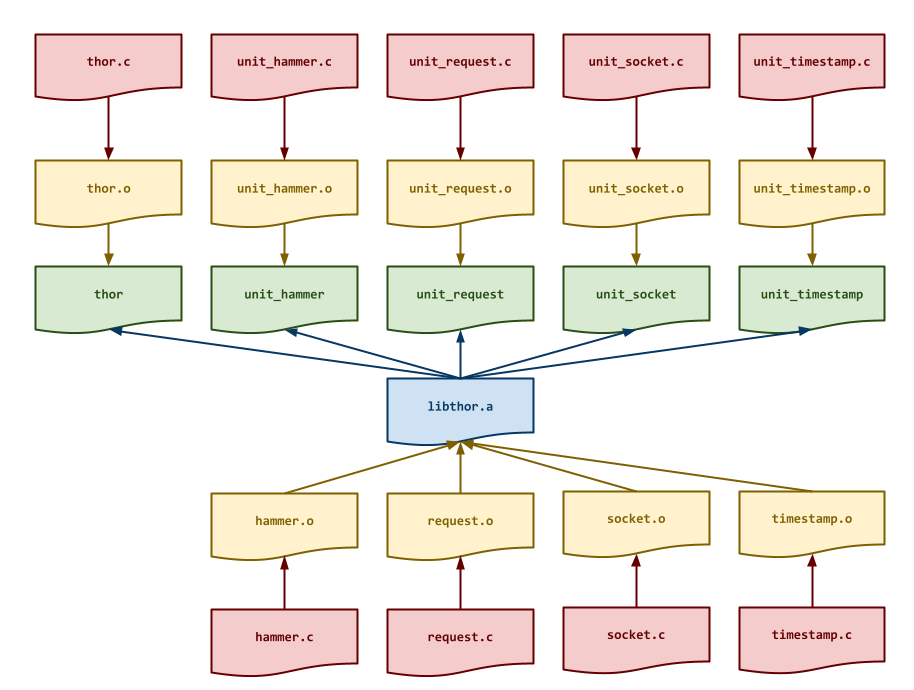 thor.c
unit_hammer.c
unit_request.c
unit_socket.c
unit_timestamp.c
thor.o
unit_hammer.o
unit_request.o
unit_socket.o
unit_timestamp.o
thor
unit_hammer
unit_request
unit_socket
unit_timestamp
libthor.a
hammer.o
request.o
socket.o
timestamp.o
hammer.c
request.c
socket.c
timestamp.c